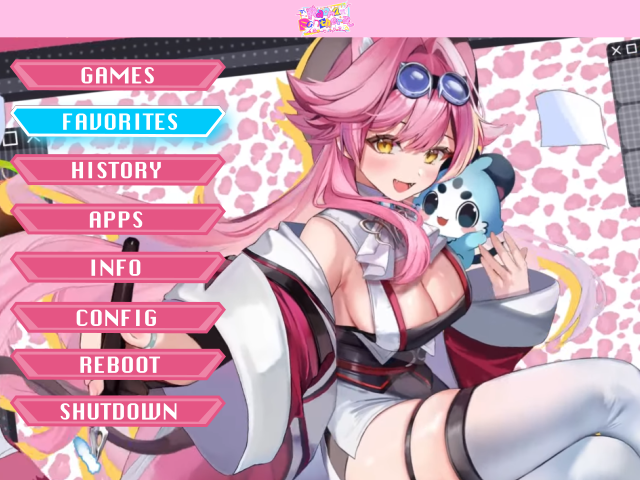 GAMES
FAVORITES
HISTORY
APPS
INFO
CONFIG
REBOOT
SHUTDOWN